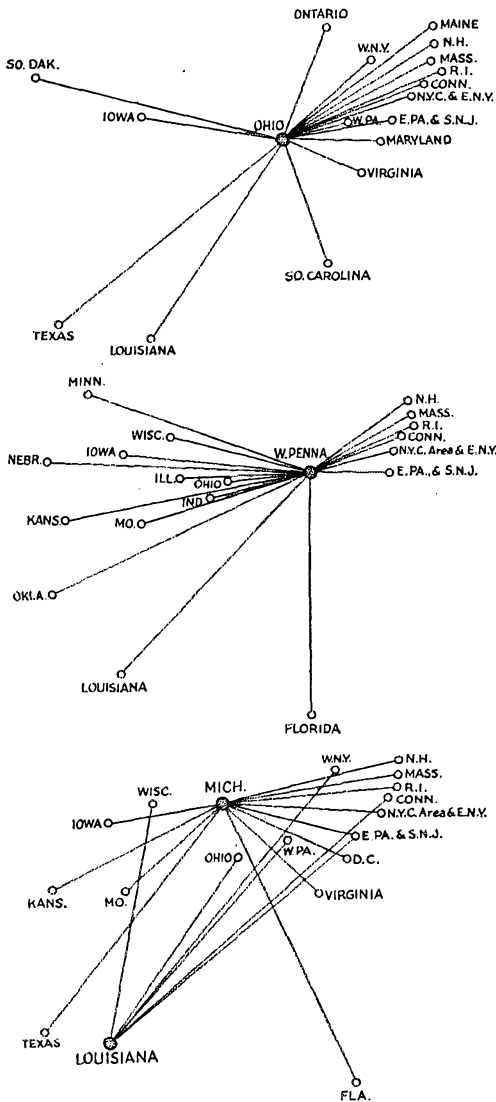 ONTARIO
MAINE
W.N.Y.
N.H.
MASS.
R.I.
CONN.
N.Y.C. & E.N.Y.
SO. DAK.
IOWA
OHIO
W.PA.
E.PA. & S.N.J.
MARYLAND
VIRGINIA
SO. CAROLINA
TEXAS
LOUISIANA
MINN.
N.H.
MASS.
R.I.
CONN.
WISC.
W.PENNA.
N.Y.C. Area & E.N.Y.
IOWA
NEBR.
ILL.
OHIO
E.PA., & S.N.J.
IND.
KANS.
MO.
OKLA.
LOUISIANA
FLORIDA
W.N.Y.
N.H.
MASS.
R.I.
CONN.
WISC.
MICH.
N.Y.C. Area & E.N.Y.
IOWA
E.PA. & S.N.J.
W.PA.
OHIO
D.C.
KANS.
MO.
VIRGINIA
TEXAS
LOUISIANA
FLA.